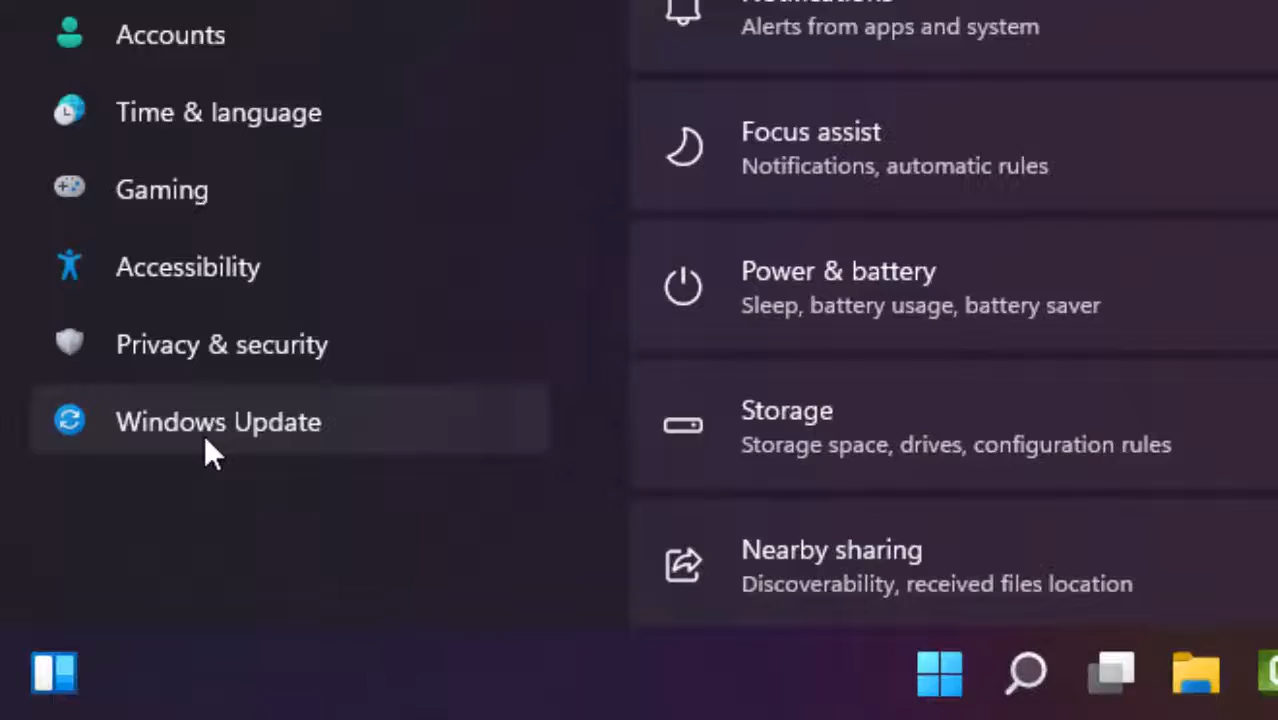 Accounts
Time & language
Gaming
Accessibility
Privacy & security
Windows Update
Notifications
Alerts from apps and system
Focus assist
Notifications, automatic rules
Power & battery
Sleep, battery usage, battery saver
Storage
Storage space, drives, configuration rules
Nearby sharing
Discoverability, received files location